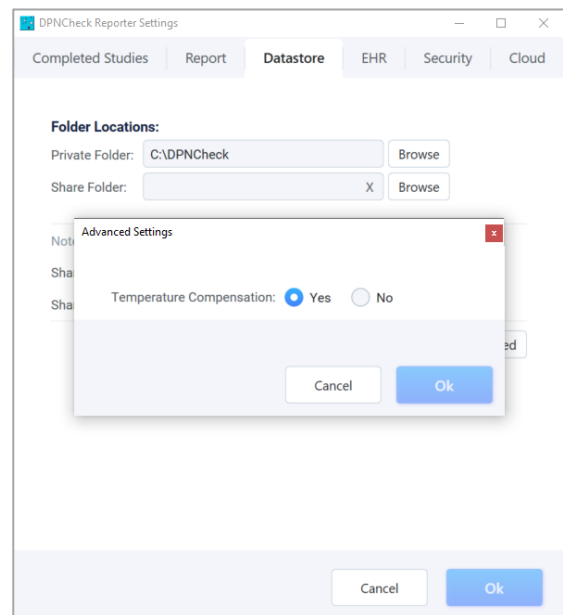 DPNCheck Reporter Settings
Completed Studies Report Datastore EHR Security Cloud
Folder Locations:
Private Folder: C:\DPNCheck Browse
Share Folder: X Browse
Advanced Settings x
Temperature Compensation: Yes No
Cancel Ok
Cancel Ok